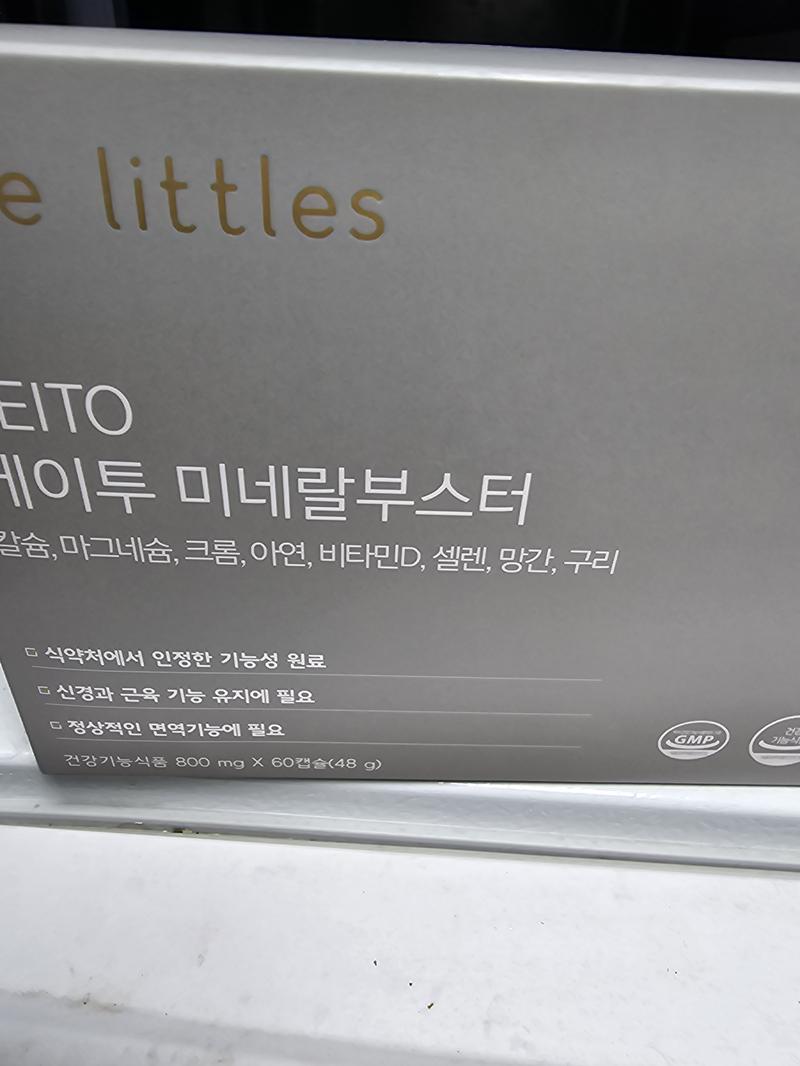 e littles
EITO
이투 미네랄부스터
칼슘, 마그네슘, 크롬, 아연, 비타민D, 셀렌, 망간, 구리
식약처에서 인정한 기능성 원료
신경과 근육 기능 유지에 필요
정상적인 면역기능에 필요
건강기능식품 800 mg X 60캡슐(48 g)
GMP